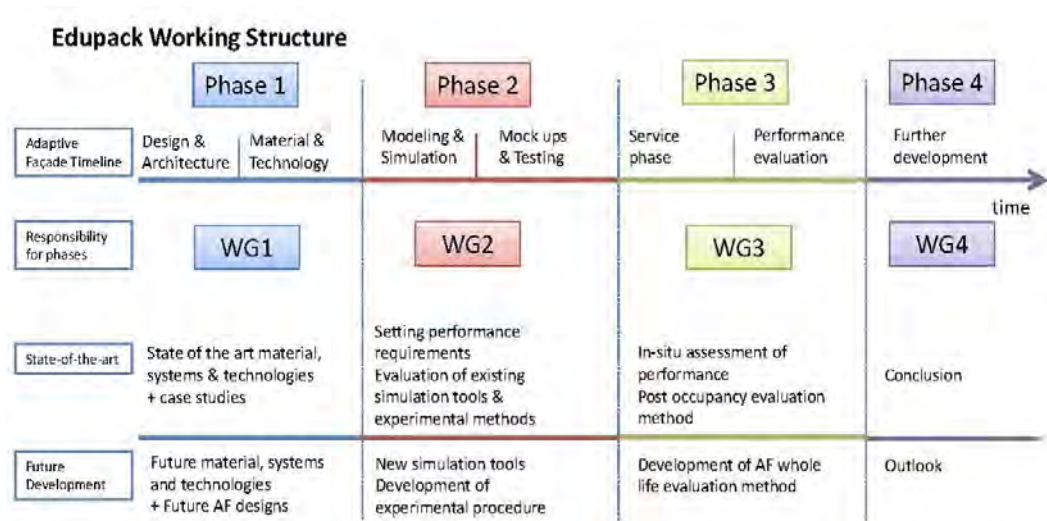 Edupack Working Structure
Phase 1
Phase 2
Phase 3
Phase 4
Adaptive
Façade Timeline
Design &
Architecture
Material &
Technology
Modeling &
Simulation
Mock ups
& Testing
Service
phase
Performance
evaluation
Further
development
time
Responsibility
for phases
WG1
WG2
WG3
WG4
State-of-the-art
State of the art material,
systems & technologies
+ case studies
Setting performance
requirements
Evaluation of existing
simulation tools &
experimental methods
In-situ assessment of
performance
Post occupancy evaluation
method
Conclusion
Future
Development
Future material, systems
and technologies
+ Future AF designs
New simulation tools
Development of
experimental procedure
Development of AF whole
life evaluation method
Outlook